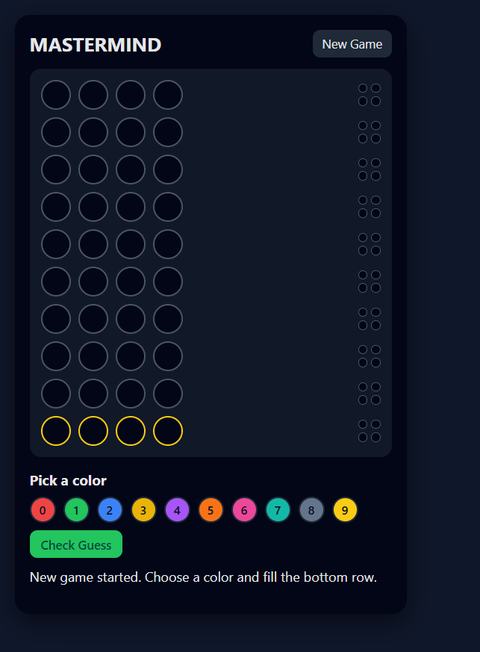 MASTERMIND New Game
Pick a color
0 1 2 3 4 5 6 7 8 9
Check Guess
New game started. Choose a color and fill the bottom row.